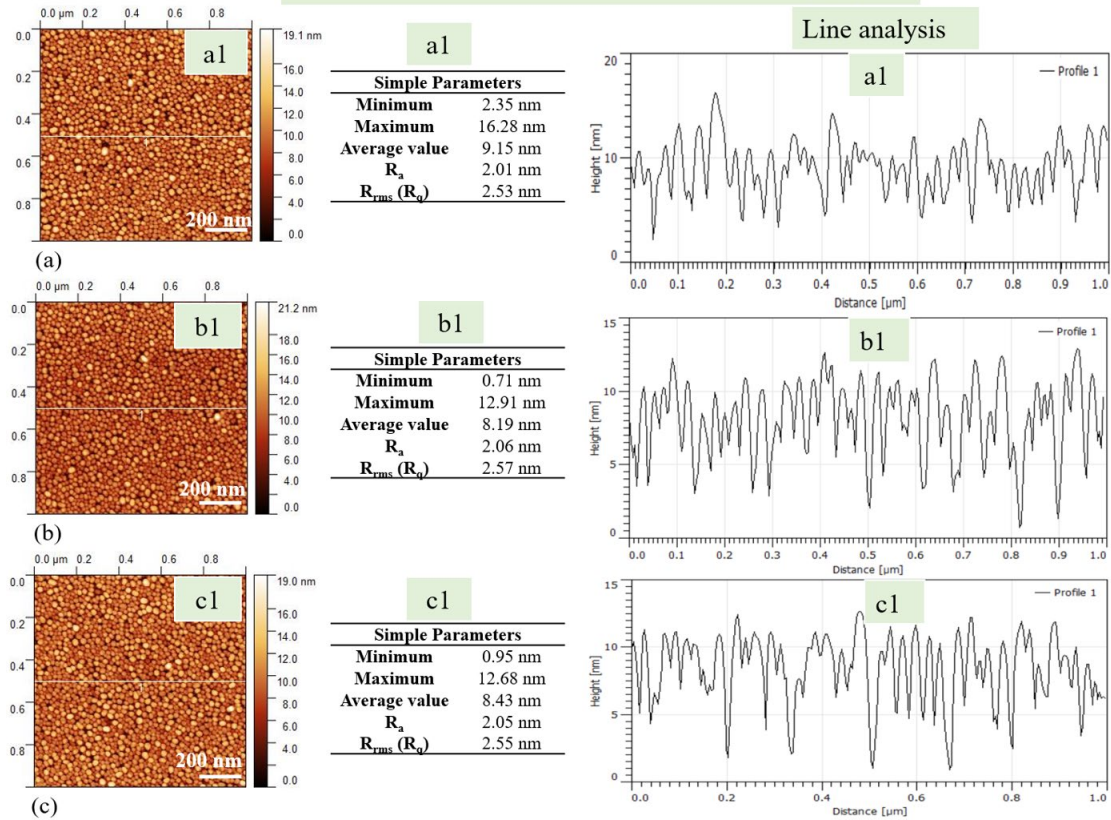 0.0 µm 0.2 0.4 0.6 0.8
0.0
0.2
0.4
0.6
0.8
a1
200 nm
19.1 nm
16.0
14.0
12.0
10.0
8.0
6.0
4.0
2.0
0.0
(a)
a1
Simple Parameters
Minimum 2.35 nm
Maximum 16.28 nm
Average value 9.15 nm
Ra 2.01 nm
Rrms (Rq) 2.53 nm
Line analysis
a1
Profile 1
Height [nm]
20
10
0
0.0 0.1 0.2 0.3 0.4 0.5 0.6 0.7 0.8 0.9 1.0
Distance [µm]
0.0 µm 0.2 0.4 0.6 0.8
0.0
0.2
0.4
0.6
0.8
b1
200 nm
21.2 nm
18.0
16.0
14.0
12.0
10.0
8.0
6.0
4.0
2.0
0.0
(b)
b1
Simple Parameters
Minimum 0.71 nm
Maximum 12.91 nm
Average value 8.19 nm
Ra 2.06 nm
Rrms (Rq) 2.57 nm
b1
Profile 1
Height [nm]
15
10
5
0
0.0 0.1 0.2 0.3 0.4 0.5 0.6 0.7 0.8 0.9 1.0
Distance [µm]
0.0 µm 0.2 0.4 0.6 0.8
0.0
0.2
0.4
0.6
0.8
c1
200 nm
19.0 nm
16.0
14.0
12.0
10.0
8.0
6.0
4.0
2.0
0.0
(c)
c1
Simple Parameters
Minimum 0.95 nm
Maximum 12.68 nm
Average value 8.43 nm
Ra 2.05 nm
Rrms (Rq) 2.55 nm
c1
Profile 1
Height [nm]
15
10
5
0
0.0 0.2 0.4 0.6 0.8 1.0
Distance [µm]